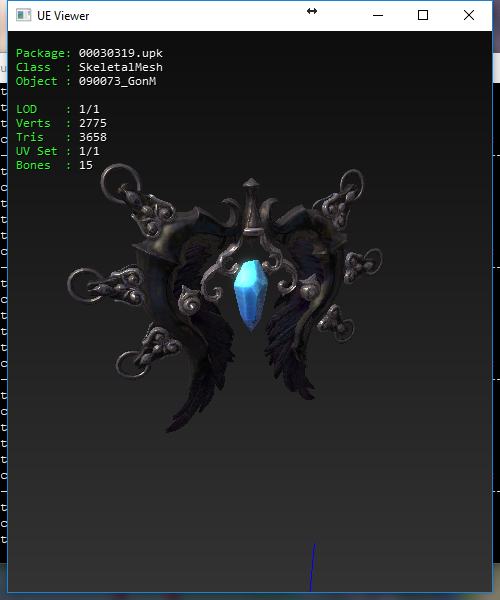 UE Viewer
Package: 00030319.upk
Class : SkeletalMesh
Object : 090073_GonM
LOD : 1/1
Verts : 2775
Tris : 3658
UV Set : 1/1
Bones : 15